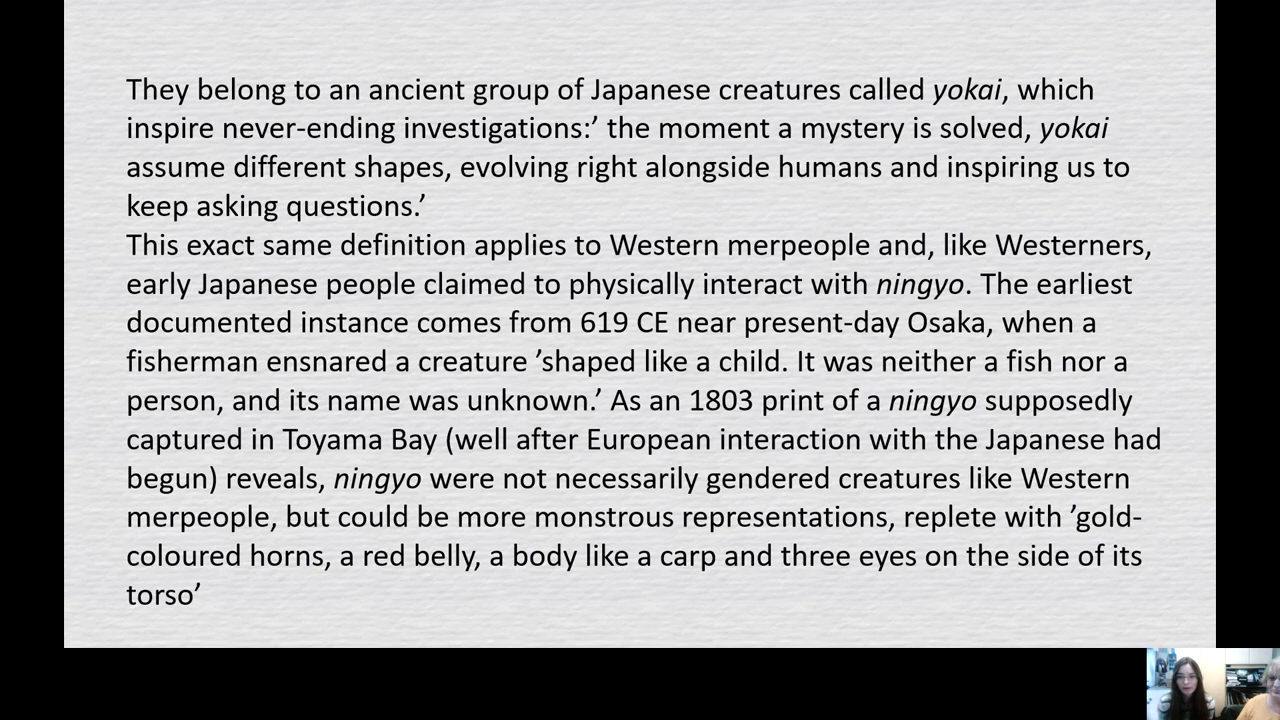 They belong to an ancient group of Japanese creatures called yokai, which
inspire never-ending investigations:’ the moment a mystery is solved, yokai
assume different shapes, evolving right alongside humans and inspiring us to
keep asking questions.’
This exact same definition applies to Western merpeople and, like Westerners,
early Japanese people claimed to physically interact with ningyo. The earliest
documented instance comes from 619 CE near present-day Osaka, when a
fisherman ensnared a creature ’shaped like a child. It was neither a fish nor a
person, and its name was unknown.’ As an 1803 print of a ningyo supposedly
captured in Toyama Bay (well after European interaction with the Japanese had
begun) reveals, ningyo were not necessarily gendered creatures like Western
merpeople, but could be more monstrous representations, replete with ’gold-
coloured horns, a red belly, a body like a carp and three eyes on the side of its
torso’